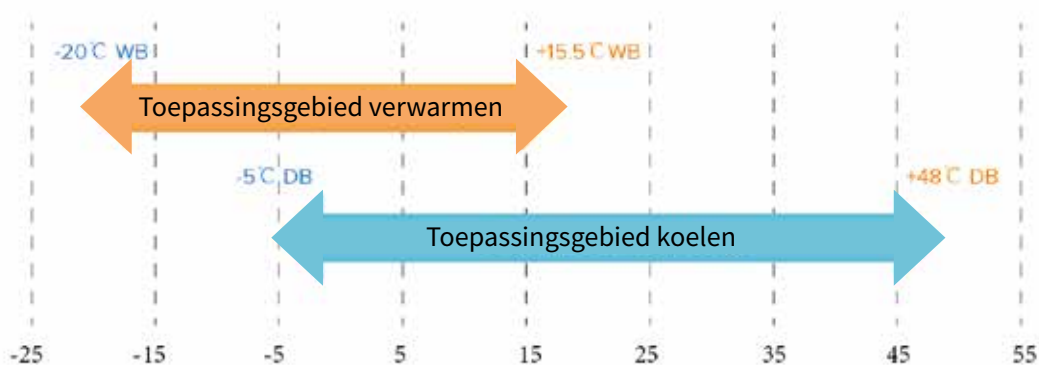 -20℃ WB
+15.5℃ WB
Toepassingsgebied verwarmen
-5℃ DB
+48℃ DB
Toepassingsgebied koelen
-25 -15 -5 5 15 25 35 45 55